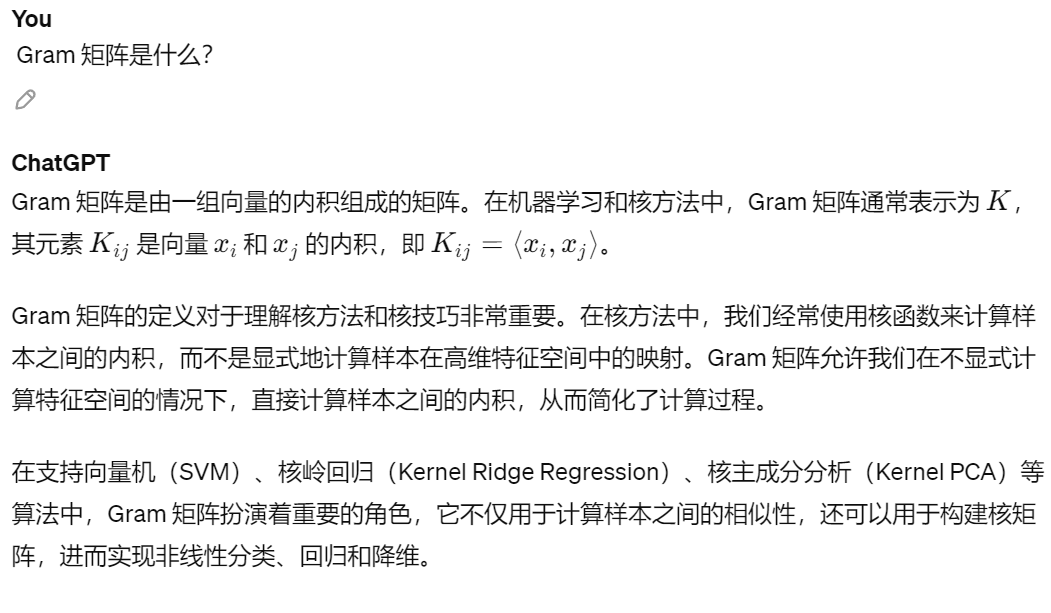 You
Gram 矩阵是什么？
ChatGPT
Gram 矩阵是由一组向量的内积组成的矩阵。在机器学习和核方法中，Gram 矩阵通常表示为 K，
其元素 K_{ij} 是向量 x_i 和 x_j 的内积，即 K_{ij} = ⟨x_i, x_j⟩。
Gram 矩阵的定义对于理解核方法和核技巧非常重要。在核方法中，我们经常使用核函数来计算样
本之间的内积，而不是显式地计算样本在高维特征空间中的映射。Gram 矩阵允许我们在不显式计
算特征空间的情况下，直接计算样本之间的内积，从而简化了计算过程。
在支持向量机（SVM）、核岭回归（Kernel Ridge Regression）、核主成分分析（Kernel PCA）等
算法中，Gram 矩阵扮演着重要的角色，它不仅用于计算样本之间的相似性，还可以用于构建核矩
阵，进而实现非线性分类、回归和降维。